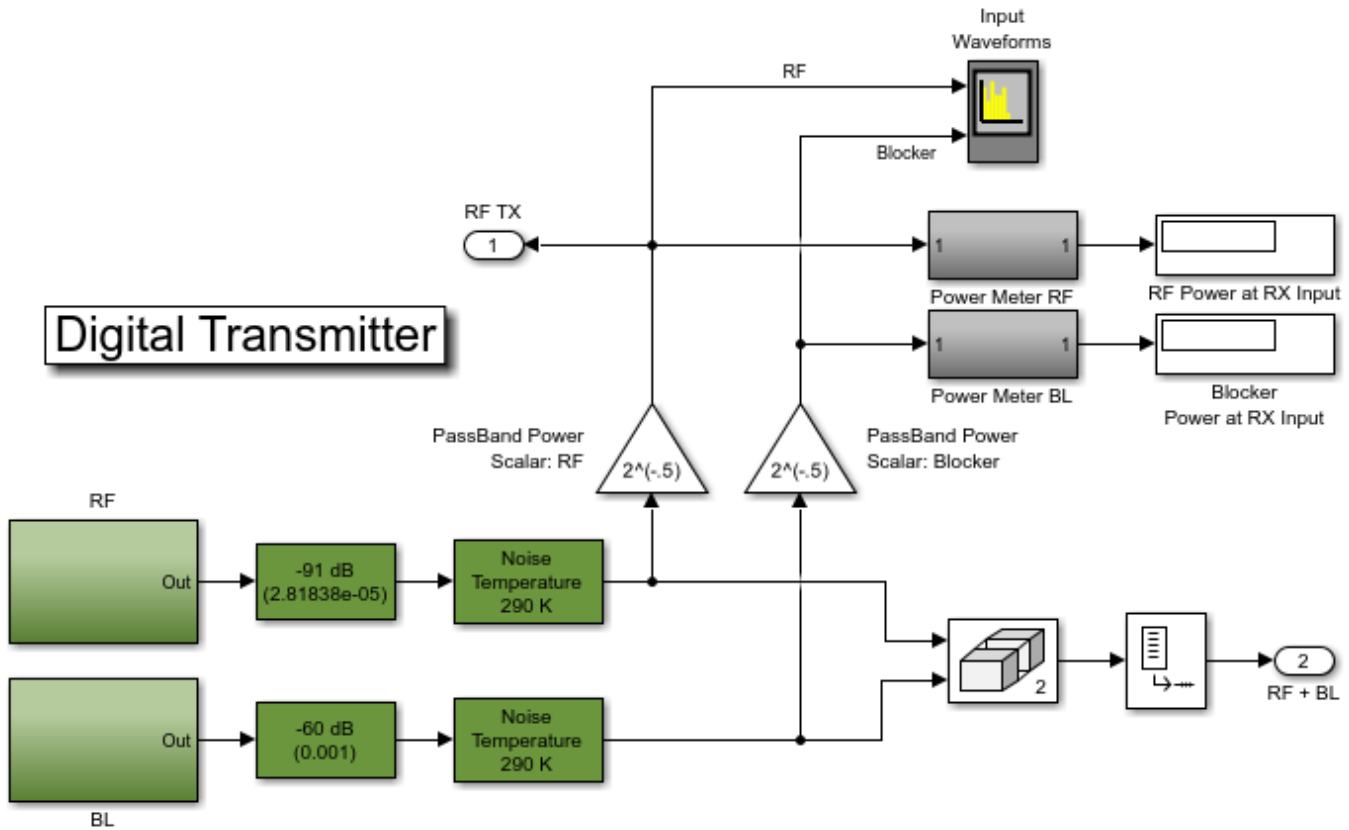 Input
Waveforms
RF
Blocker
RF TX
1
1 1
Power Meter RF
RF Power at RX Input
Digital Transmitter
1 1
Power Meter BL
Blocker
Power at RX Input
PassBand Power
Scalar: RF
2^(-.5)
2^(-.5)
PassBand Power
Scalar: Blocker
RF
Out
-91 dB
(2.81838e-05)
Noise
Temperature
290 K
2
2
RF + BL
Out
-60 dB
(0.001)
Noise
Temperature
290 K
BL